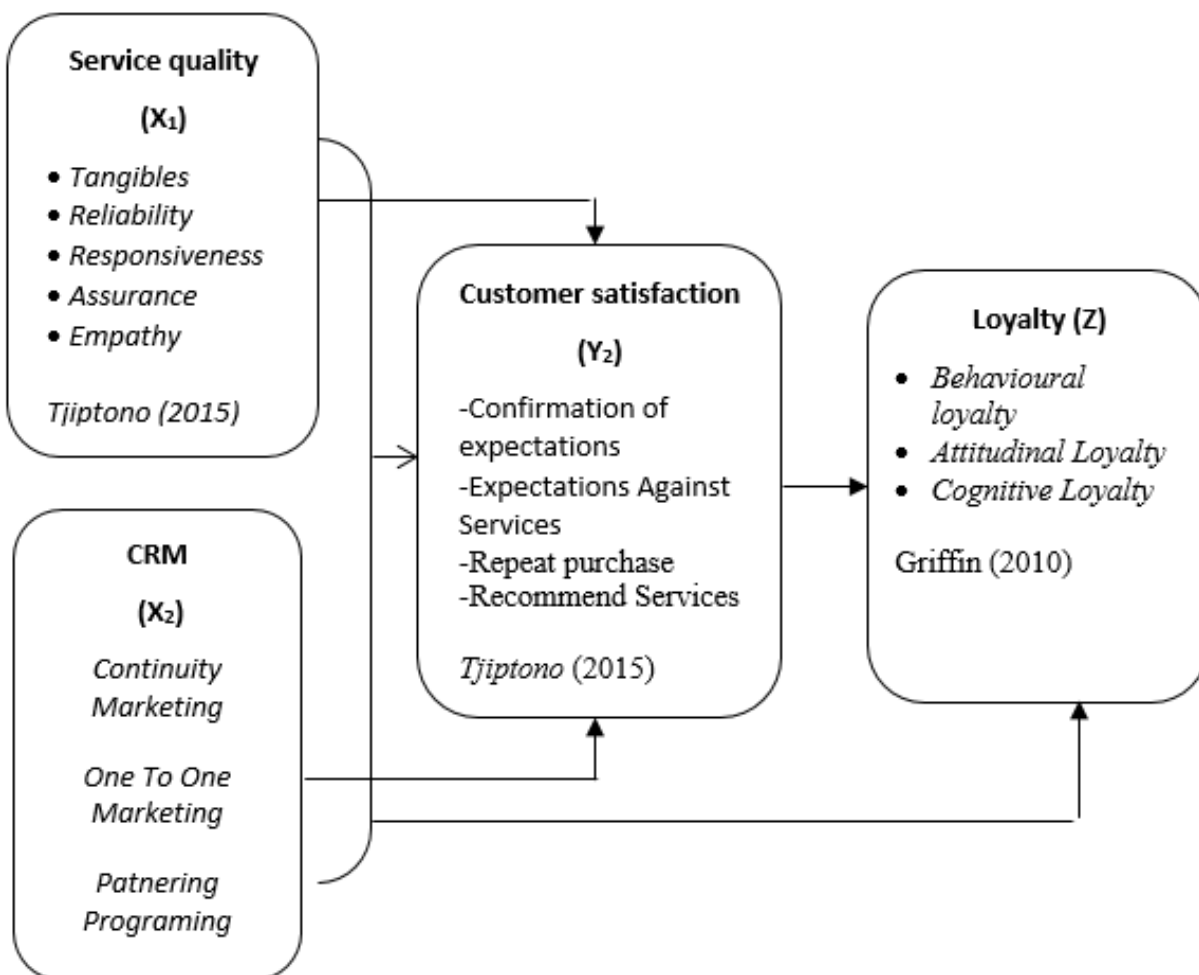 Service quality
(X₁)
• Tangibles
• Reliability
• Responsiveness
• Assurance
• Empathy
Tjiptono (2015)
CRM
(X₂)
Continuity
Marketing
One To One
Marketing
Patnering
Programing
Customer satisfaction
(Y₂)
-Confirmation of
expectations
-Expectations Against
Services
-Repeat purchase
-Recommend Services
Tjiptono (2015)
Loyalty (Z)
• Behavioural
loyalty
• Attitudinal Loyalty
• Cognitive Loyalty
Griffin (2010)